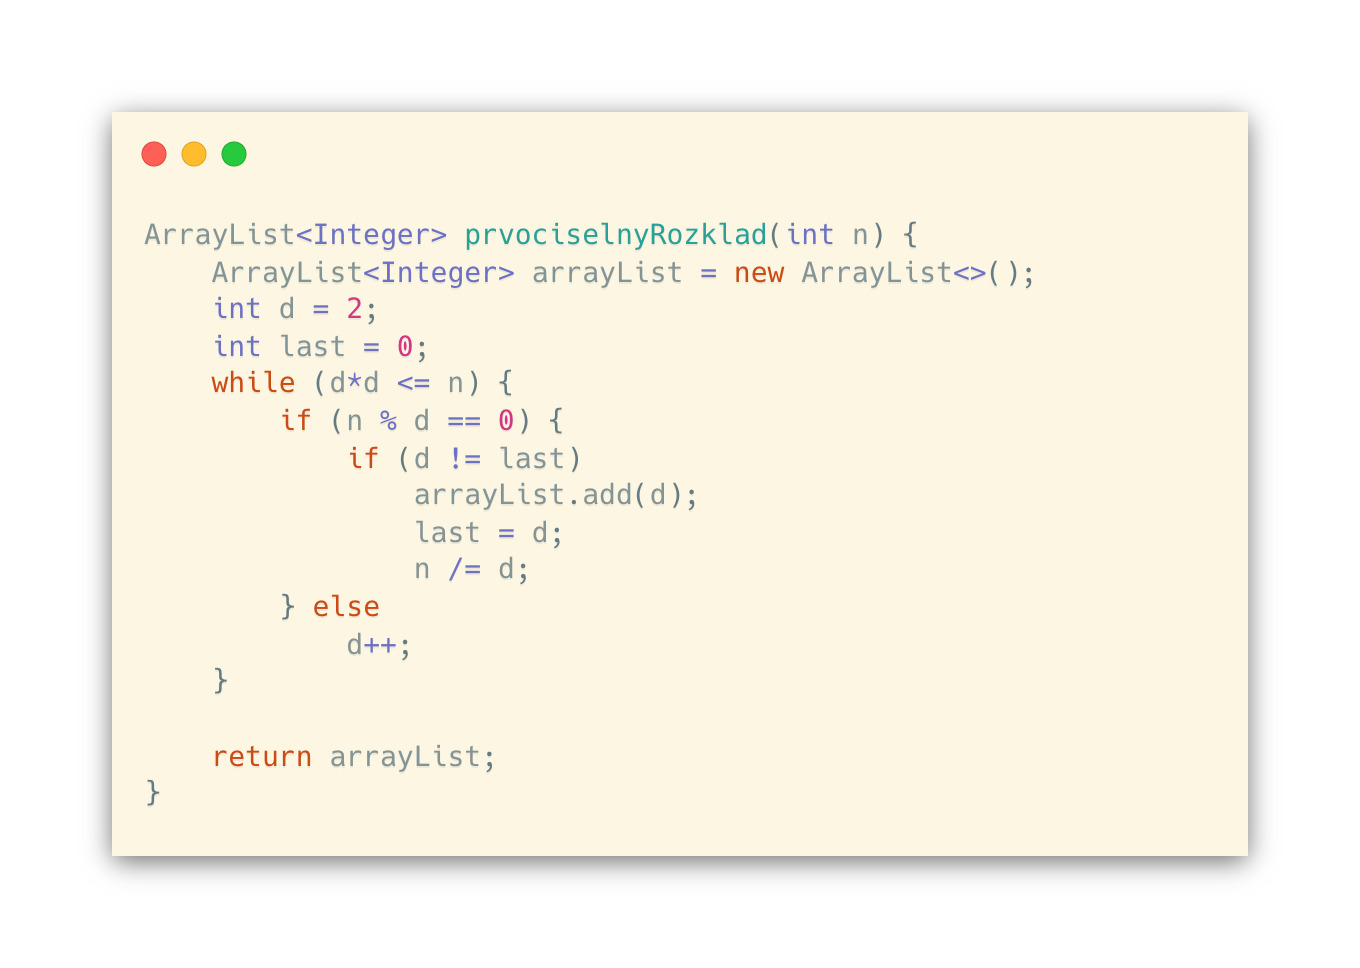 ArrayList<Integer> prvociselnyRozklad(int n) {
    ArrayList<Integer> arrayList = new ArrayList<>();
    int d = 2;
    int last = 0;
    while (d*d <= n) {
        if (n % d == 0) {
            if (d != last)
                arrayList.add(d);
                last = d;
                n /= d;
        } else
            d++;
    }

    return arrayList;
}